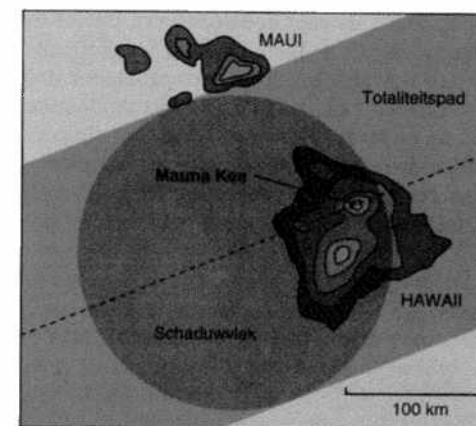 MAUI
Totaliteitspad
Mauna Kea
HAWAII
Schaduwvlek
100 km